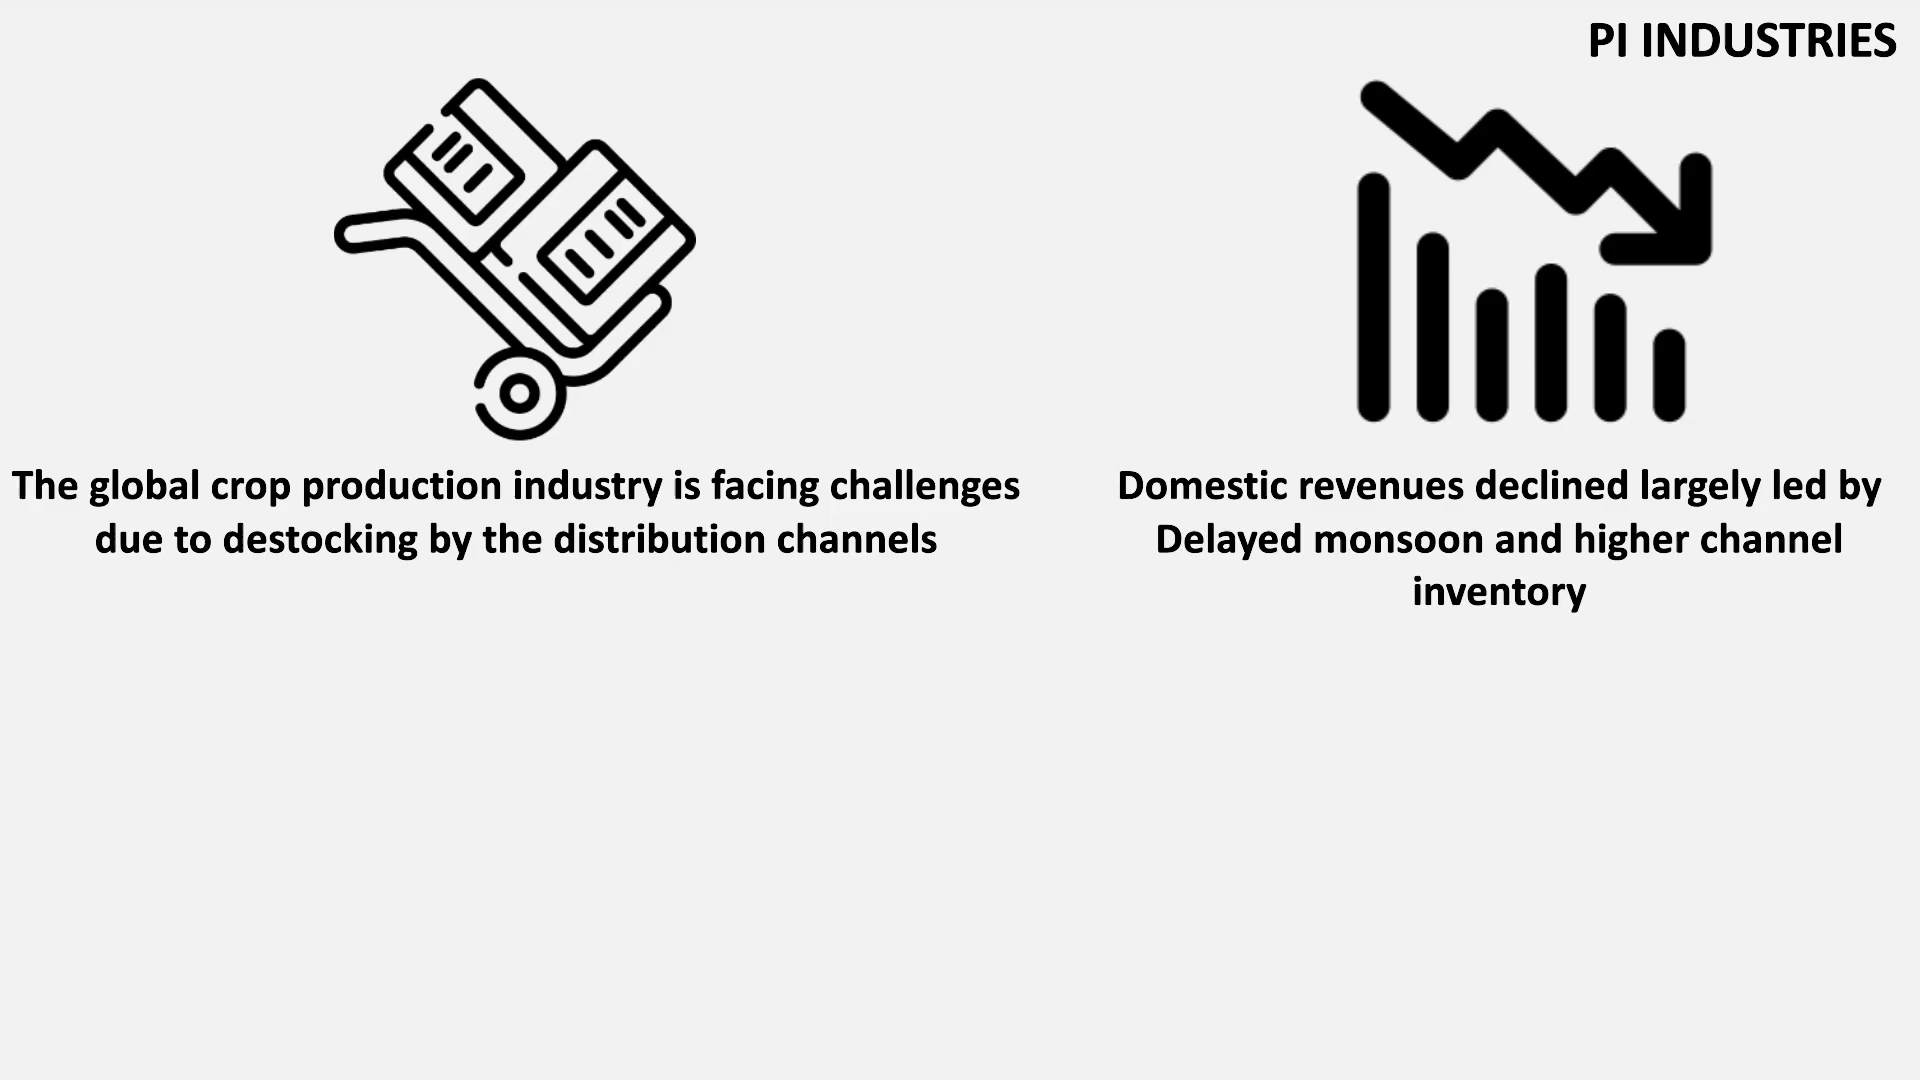 PI INDUSTRIES
The global crop production industry is facing challenges
due to destocking by the distribution channels
Domestic revenues declined largely led by
Delayed monsoon and higher channel
inventory